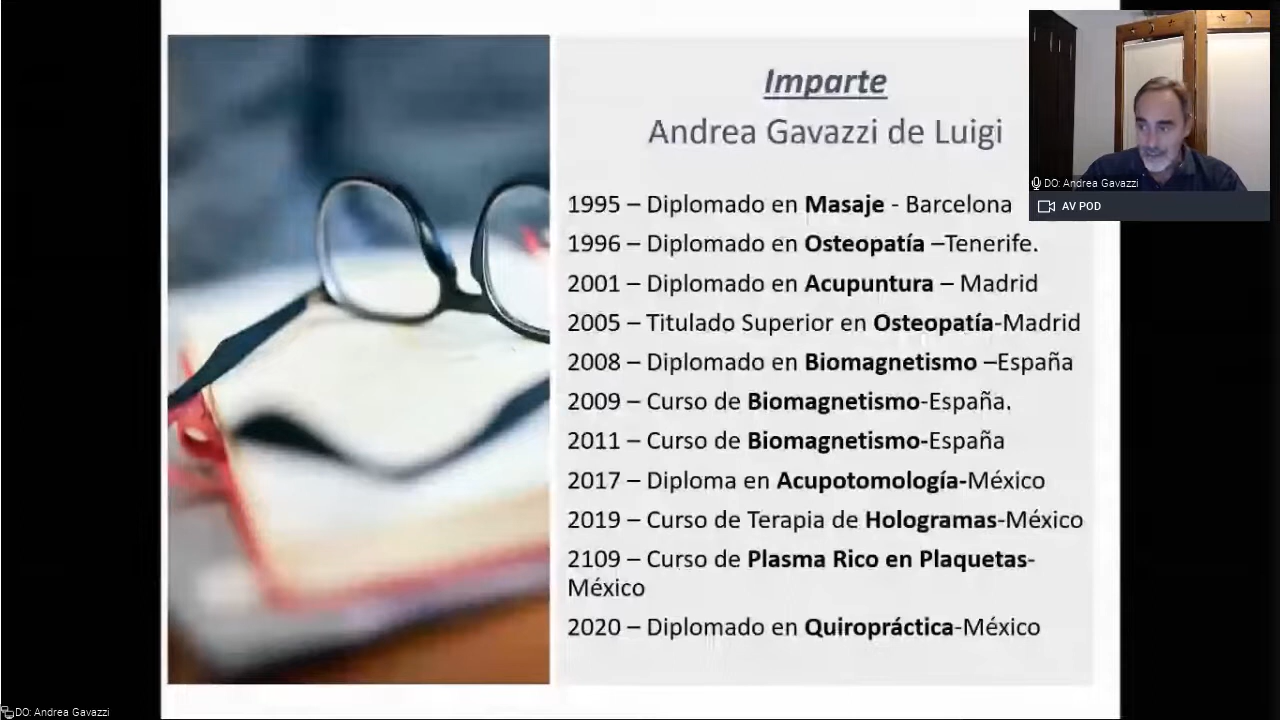 Imparte
Andrea Gavazzi de Luigi
1995 – Diplomado en Masaje - Barcelona
1996 – Diplomado en Osteopatía –Tenerife.
2001 – Diplomado en Acupuntura – Madrid
2005 – Titulado Superior en Osteopatía-Madrid
2008 – Diplomado en Biomagnetismo –España
2009 – Curso de Biomagnetismo-España.
2011 – Curso de Biomagnetismo-España
2017 – Diploma en Acupotomología-México
2019 – Curso de Terapia de Hologramas-México
2109 – Curso de Plasma Rico en Plaquetas-
México
2020 – Diplomado en Quiropráctica-México
DO: Andrea Gavazzi
AV POD
DO: Andrea Gavazzi